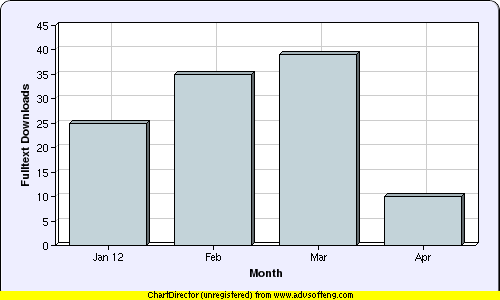 45
40
35
30
25
20
15
10
5
0
Fulltext Downloads
Jan 12 Feb Mar Apr
Month
ChartDirector (unregistered) from www.advsofteng.com